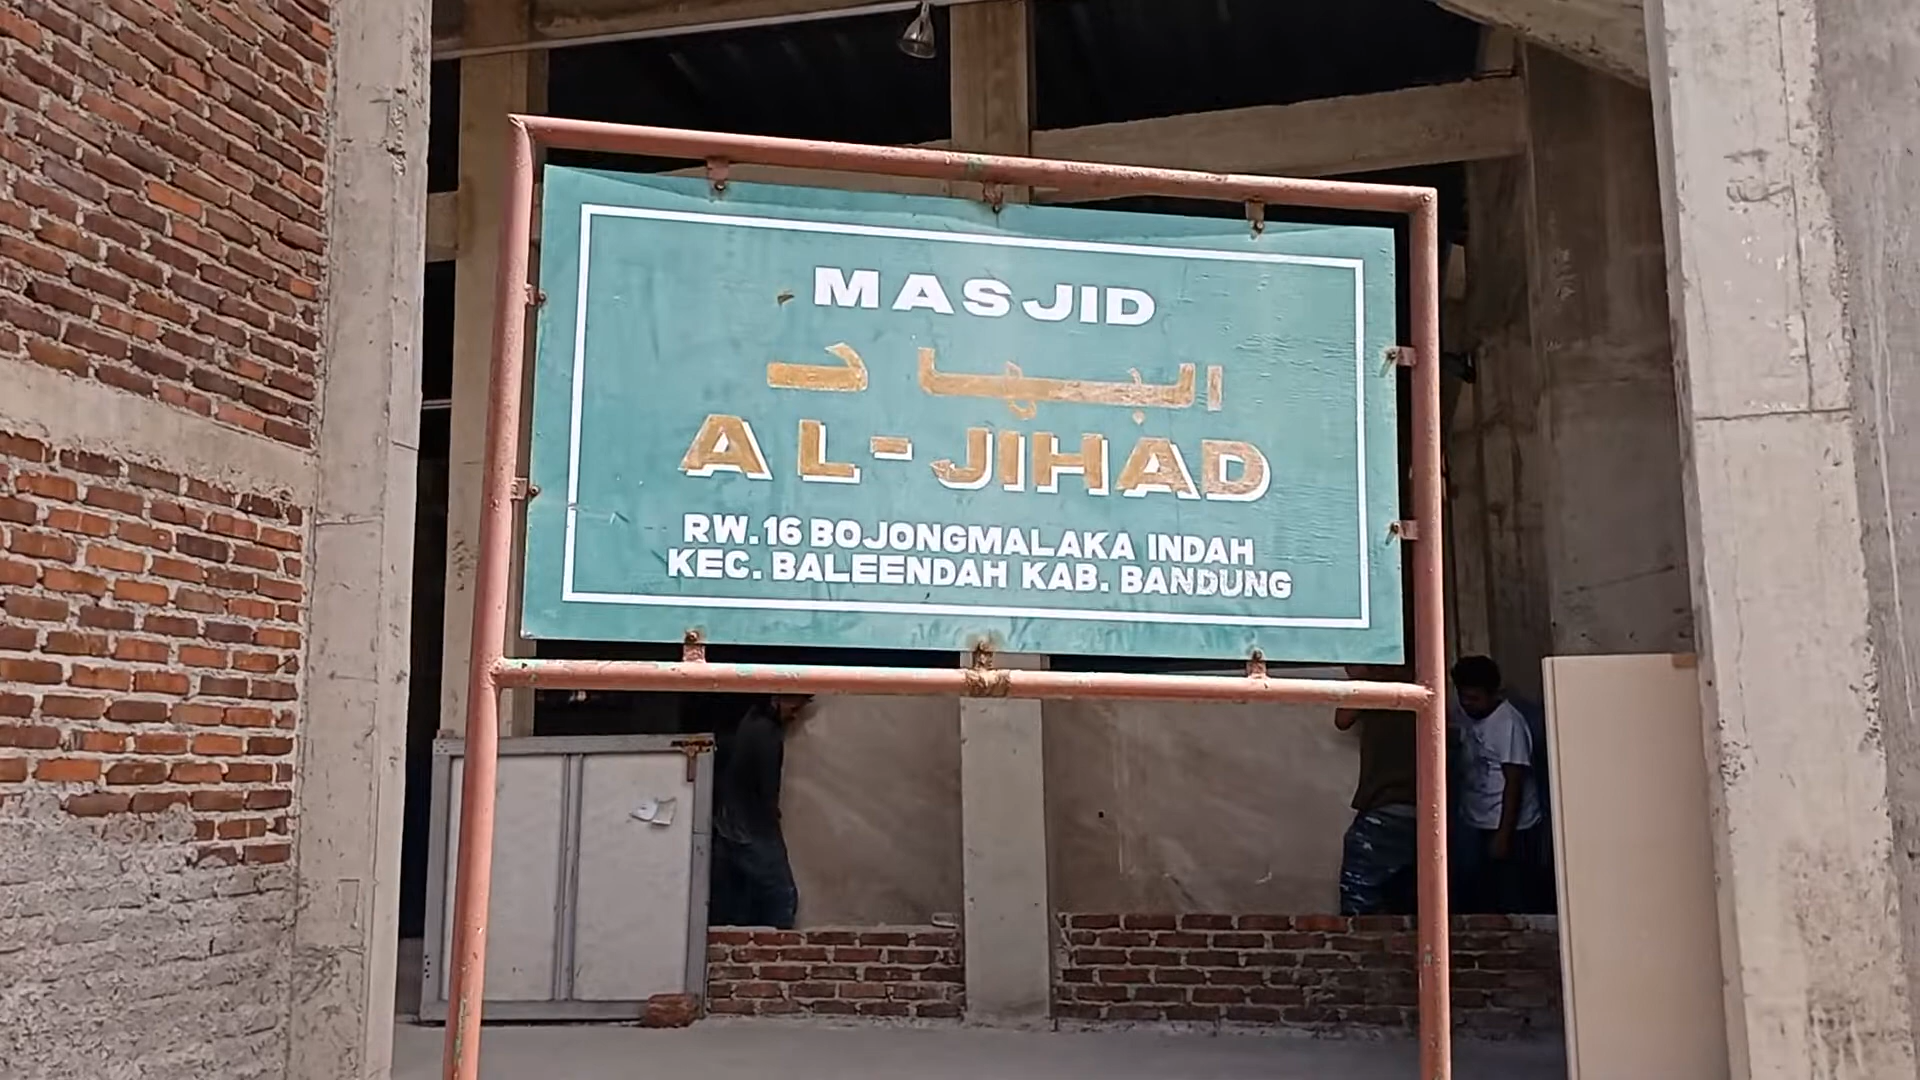 MASJID
الجهاد
AL-JIHAD
RW.16 BOJONGMALAKA INDAH
KEC. BALEENDAH KAB. BANDUNG